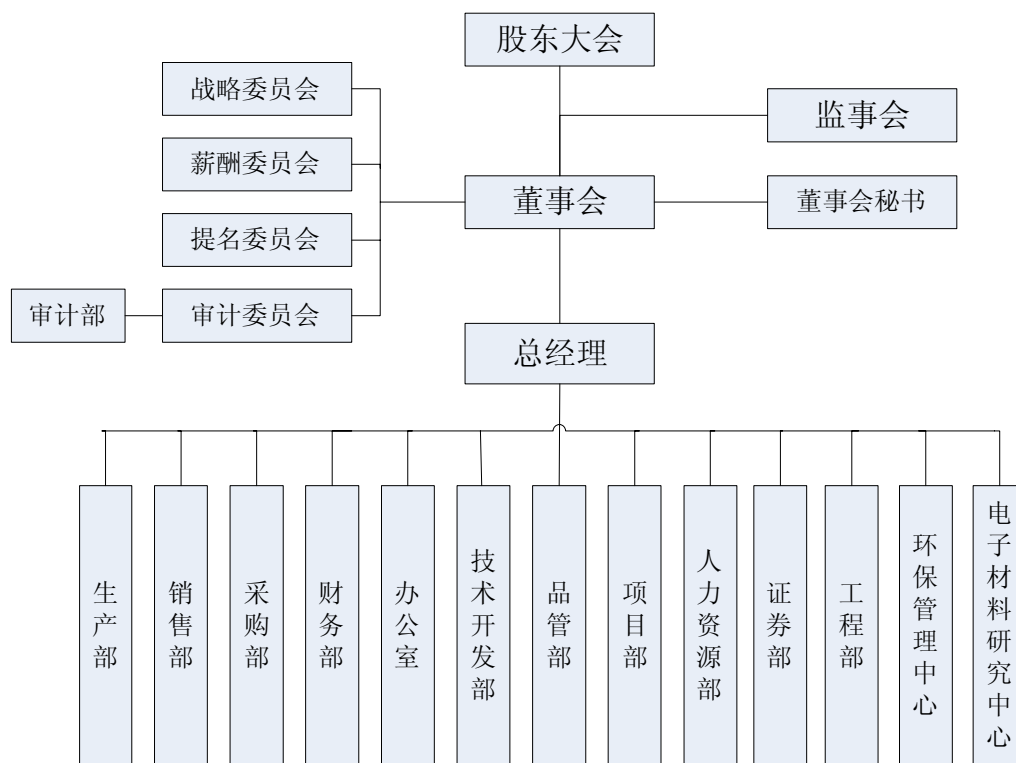 股东大会
战略委员会
监事会
薪酬委员会
董事会
董事会秘书
提名委员会
审计部
审计委员会
总经理
生产部
销售部
采购部
财务部
办公室
技术开发部
品管部
项目部
人力资源部
证券部
工程部
环保管理中心
电子材料研究中心